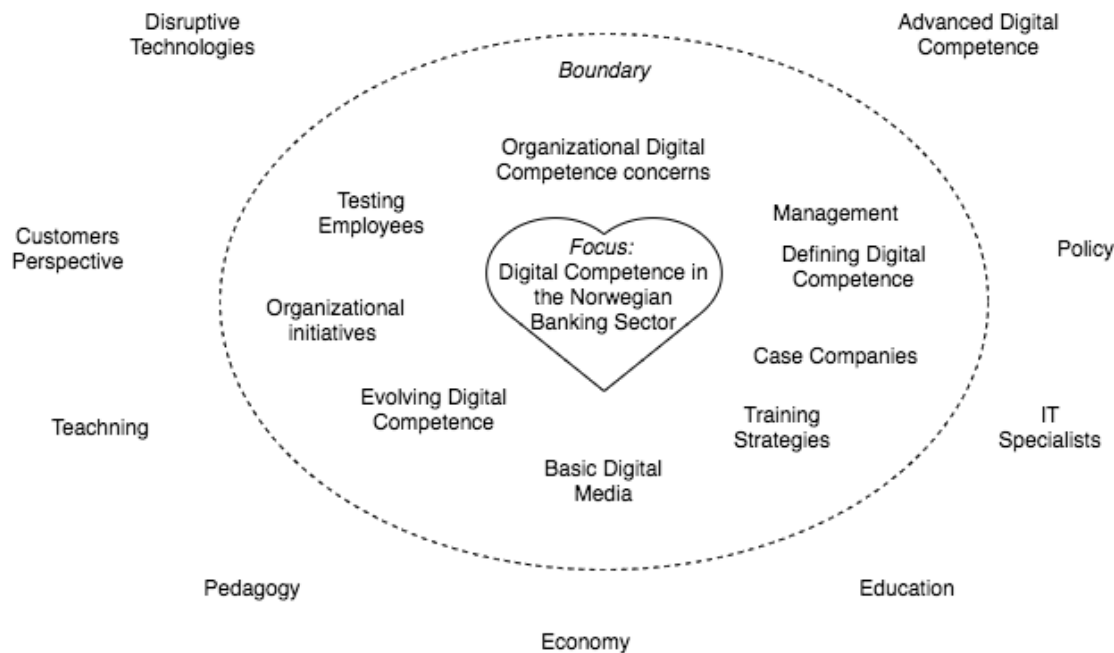 Disruptive
Technologies
Advanced Digital
Competence
Boundary
Organizational Digital
Competence concerns
Testing
Employees
Management
Customers
Perspective
Focus:
Digital Competence in
the Norwegian
Banking Sector
Defining Digital
Competence
Policy
Organizational
initiatives
Case Companies
Evolving Digital
Competence
Teachning
Training
Strategies
IT
Specialists
Basic Digital
Media
Pedagogy
Education
Economy